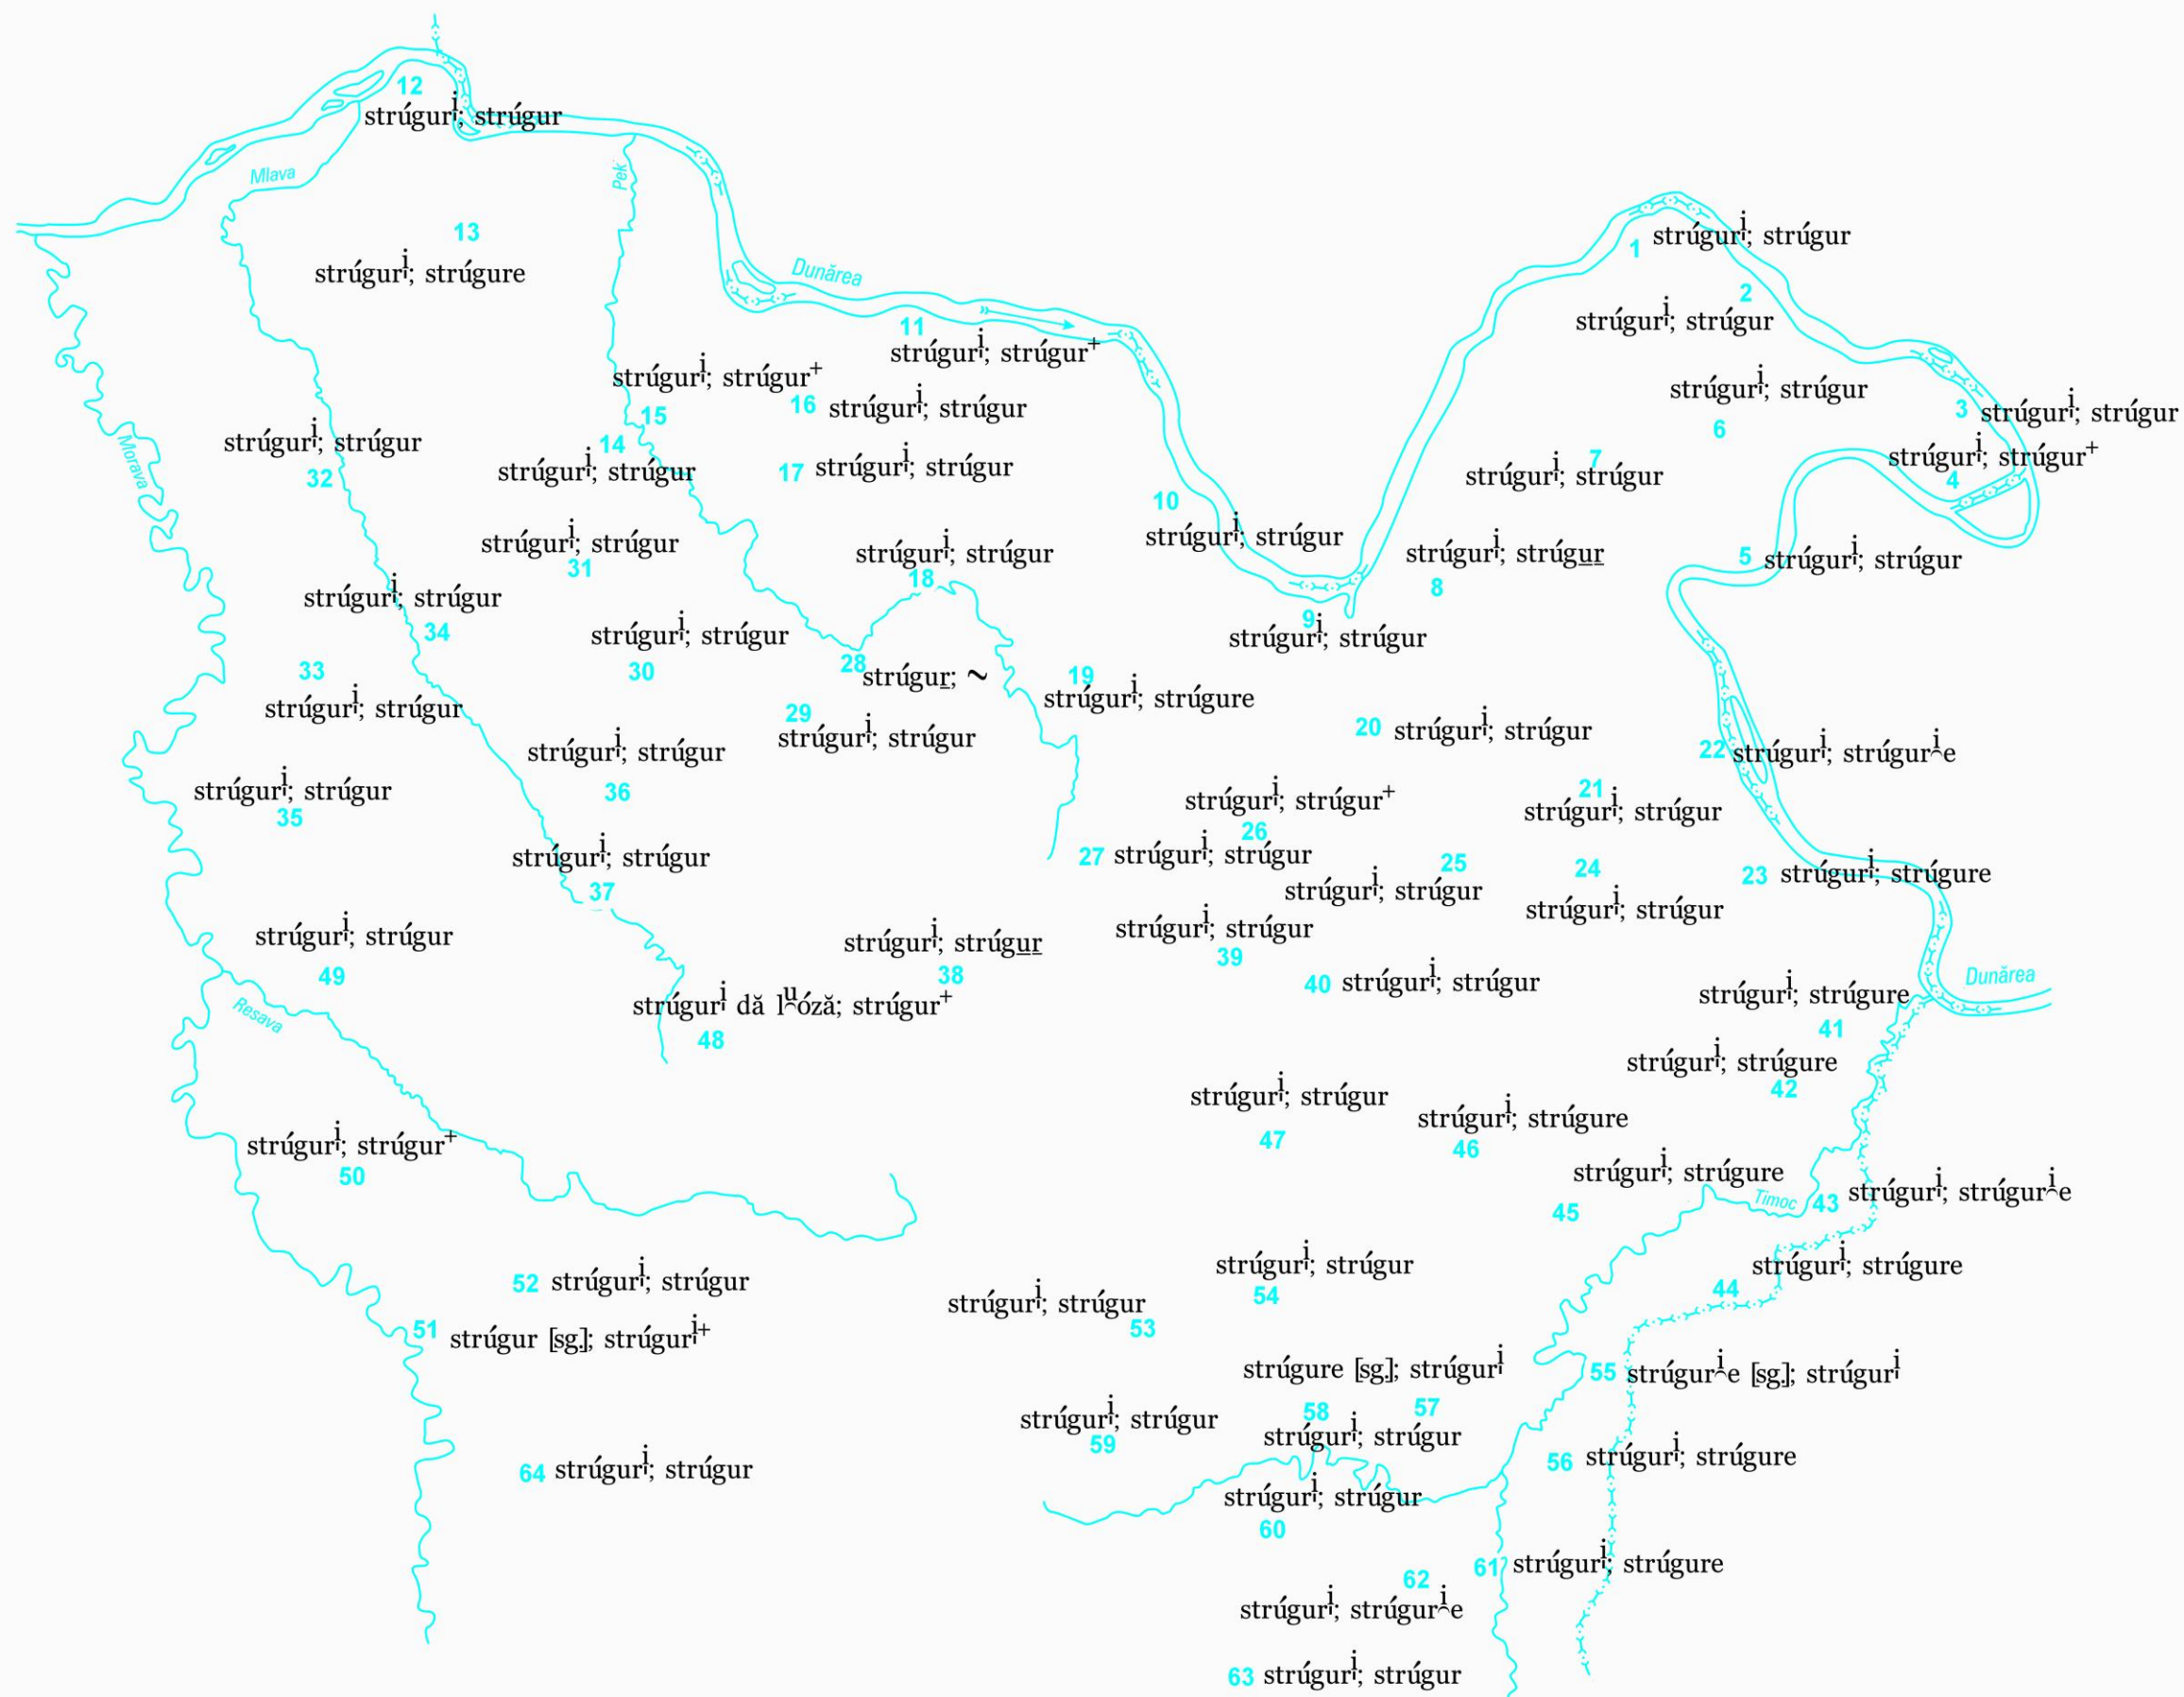 12
strúgurⁱ; strúgur
Mlava
Pek
13
strúgurⁱ; strúgure
1 strúgurⁱ; strúgur
Dunărea
2
strúgurⁱ; strúgur
11
strúgurⁱ; strúgur⁺
strúgurⁱ; strúgur⁺
15
16 strúgurⁱ; strúgur
strúgurⁱ; strúgur
6
3 strúgurⁱ; strúgur
strúgurⁱ; strúgur⁺
4
Morava
strúgurⁱ; strúgur
32
14
strúgurⁱ; strúgur
17 strúgurⁱ; strúgur
7
strúgurⁱ; strúgur
10
strúgurⁱ; strúgur
strúgurⁱ; strúgur
31
strúgurⁱ; strúgur
18
strúgurⁱ; strúgu̲r̲
8
5 strúgurⁱ; strúgur
strúgurⁱ; strúgur
34
strúgurⁱ; strúgur
30
9
strúgurⁱ; strúgur
33
strúgurⁱ; strúgur
28
strúgur̲; ~
19
strúgurⁱ; strúgure
29
strúgurⁱ; strúgur
20 strúgurⁱ; strúgur
22 strúgurⁱ; strúgurⁱ̯e
strúgurⁱ; strúgur
36
strúgurⁱ; strúgur
35
strúgurⁱ; strúgur⁺
26
21
strúgurⁱ; strúgur
strúgurⁱ; strúgur
37
27 strúgurⁱ; strúgur
25
strúgurⁱ; strúgur
24
strúgurⁱ; strúgur
23 strúgurⁱ; strúgure
strúgurⁱ; strúgur
49
strúgurⁱ; strúgu̲r̲
38
strúgurⁱ; strúgur
39
40 strúgurⁱ; strúgur
Dunărea
Resava
strúgurⁱ dă lᵘ̯óză; strúgur⁺
48
strúgurⁱ; strúgure
41
strúgurⁱ; strúgure
42
strúgurⁱ; strúgur
47
strúgurⁱ; strúgure
46
strúgurⁱ; strúgur⁺
50
strúgurⁱ; strúgure
45
Timoc
43 strúgurⁱ; strúgurⁱ̯e
strúgurⁱ; strúgure
44
52 strúgurⁱ; strúgur
strúgurⁱ; strúgur
54
strúgurⁱ; strúgur
53
51 strúgur [sg.]; strúgurⁱ⁺
strúgure [sg.]; strúgurⁱ
57
55 strúgurⁱ̯e [sg.]; strúgurⁱ
strúgurⁱ; strúgur
59
58
strúgurⁱ; strúgur
56 strúgurⁱ; strúgure
64 strúgurⁱ; strúgur
strúgurⁱ; strúgur
60
61 strúgurⁱ; strúgure
62
strúgurⁱ; strúgurⁱ̯e
63 strúgurⁱ; strúgur